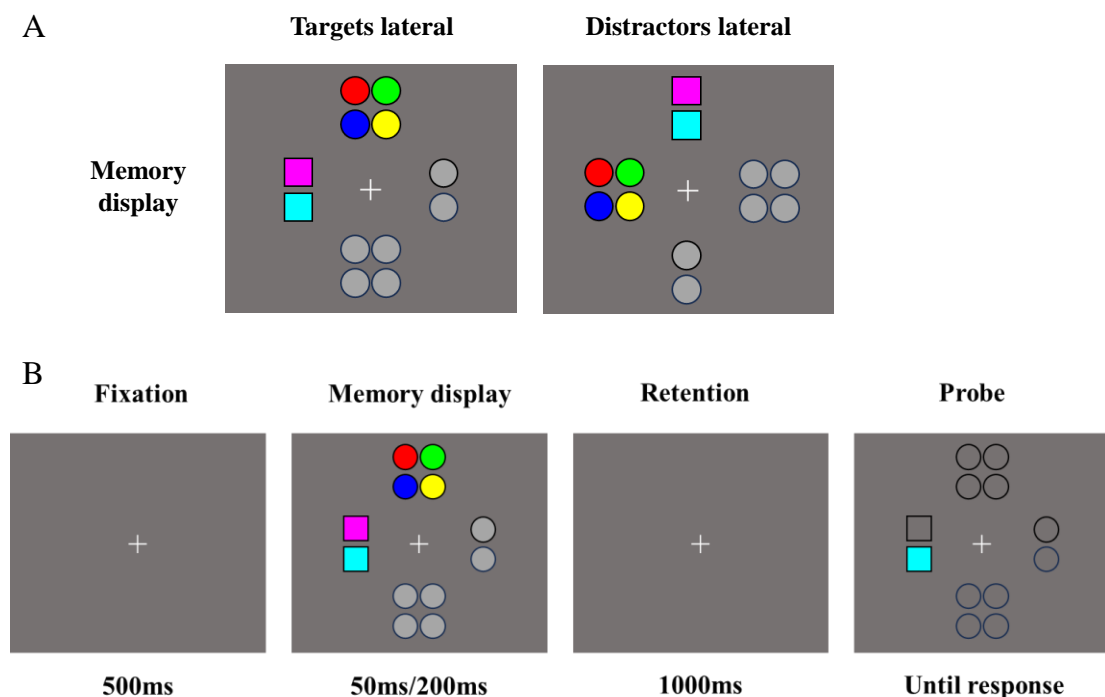 A
Targets lateral
Distractors lateral
Memory
display
B
Fixation
Memory display
Retention
Probe
500ms
50ms/200ms
1000ms
Until response